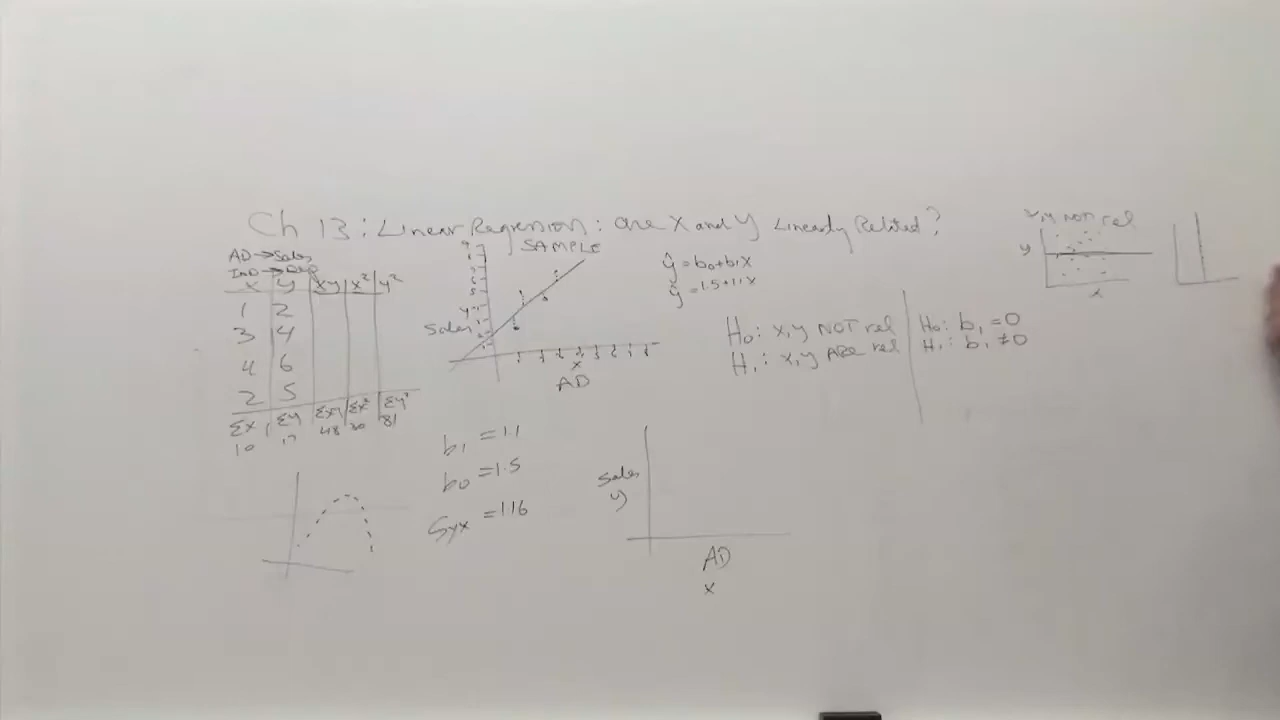 Ch 13: Linear Regression: are X and Y Linearly Related?
AD → Sales
IND → Dep
x y xy x² y²
1 2
3 4
4 6
2 5
Σx Σy Σxy Σx² Σy²
10 17 48 30 81
SAMPLE
Sales
x
AD
ŷ = b₀+b₁x
ŷ = 1.5+1.1x
H₀: x,y NOT rel
H₁: x,y ARE rel
H₀: b₁ = 0
H₁: b₁ ≠ 0
x,y NOT rel
y
x
b₁ = 1.1
b₀ = 1.5
Syx = 1.16
Sales
y
AD
x